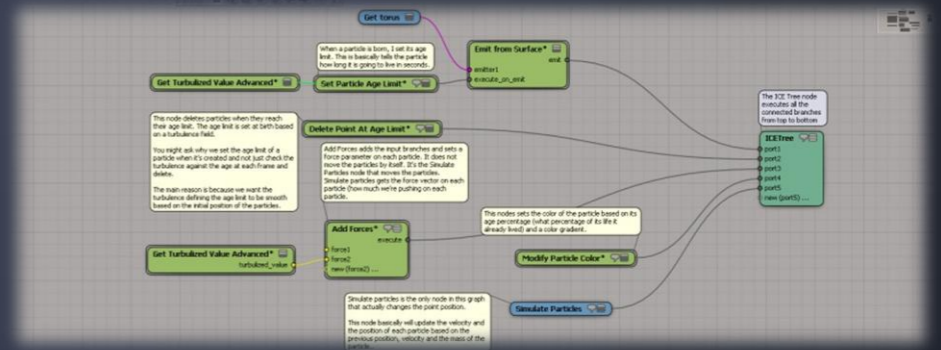 Get torus
When a particle is born, I set its age
limit. This is basically tells the particle
how long it is going to live in seconds.
Emit from Surface*
emit
emitter1
execute_on_emit
Get Turbulized Value Advanced*
Set Particle Age Limit*
The ICE Tree node
executes all the
connected branches
from top to bottom
This node deletes particles when they reach
their age limit. The age limit is set at birth based
on a turbulence field.
You might ask why we set the age limit of a
particle when it's created and not just check the
turbulence against the age at each frame and
delete.
The main reason is because we want the
turbulence defining the age limit to be smooth
based on the initial position of the particles.
Delete Point At Age Limit*
ICETree
port1
port2
port3
port4
port5
new (port5) ...
Add Forces adds the input branches and sets a
force parameter on each particle. It does not
move the particles by itself. It's the Simulate
Particles node that moves the particles.
Simulate particles gets the force vector on each
particle (how much we're pushing on each
particle.
This nodes sets the color of the particle based on its
age percentage (what percentage of its life it
already lived) and a color gradient.
Add Forces*
execute
force1
force2
new (force2) ...
Get Turbulized Value Advanced*
turbulized_value
Modify Particle Color*
Simulate particles is the only node in this graph
that actually changes the point position.
This node basically will update the velocity and
the position of each particle based on the
previous position, velocity and the mass of the
particle.
Simulate Particles